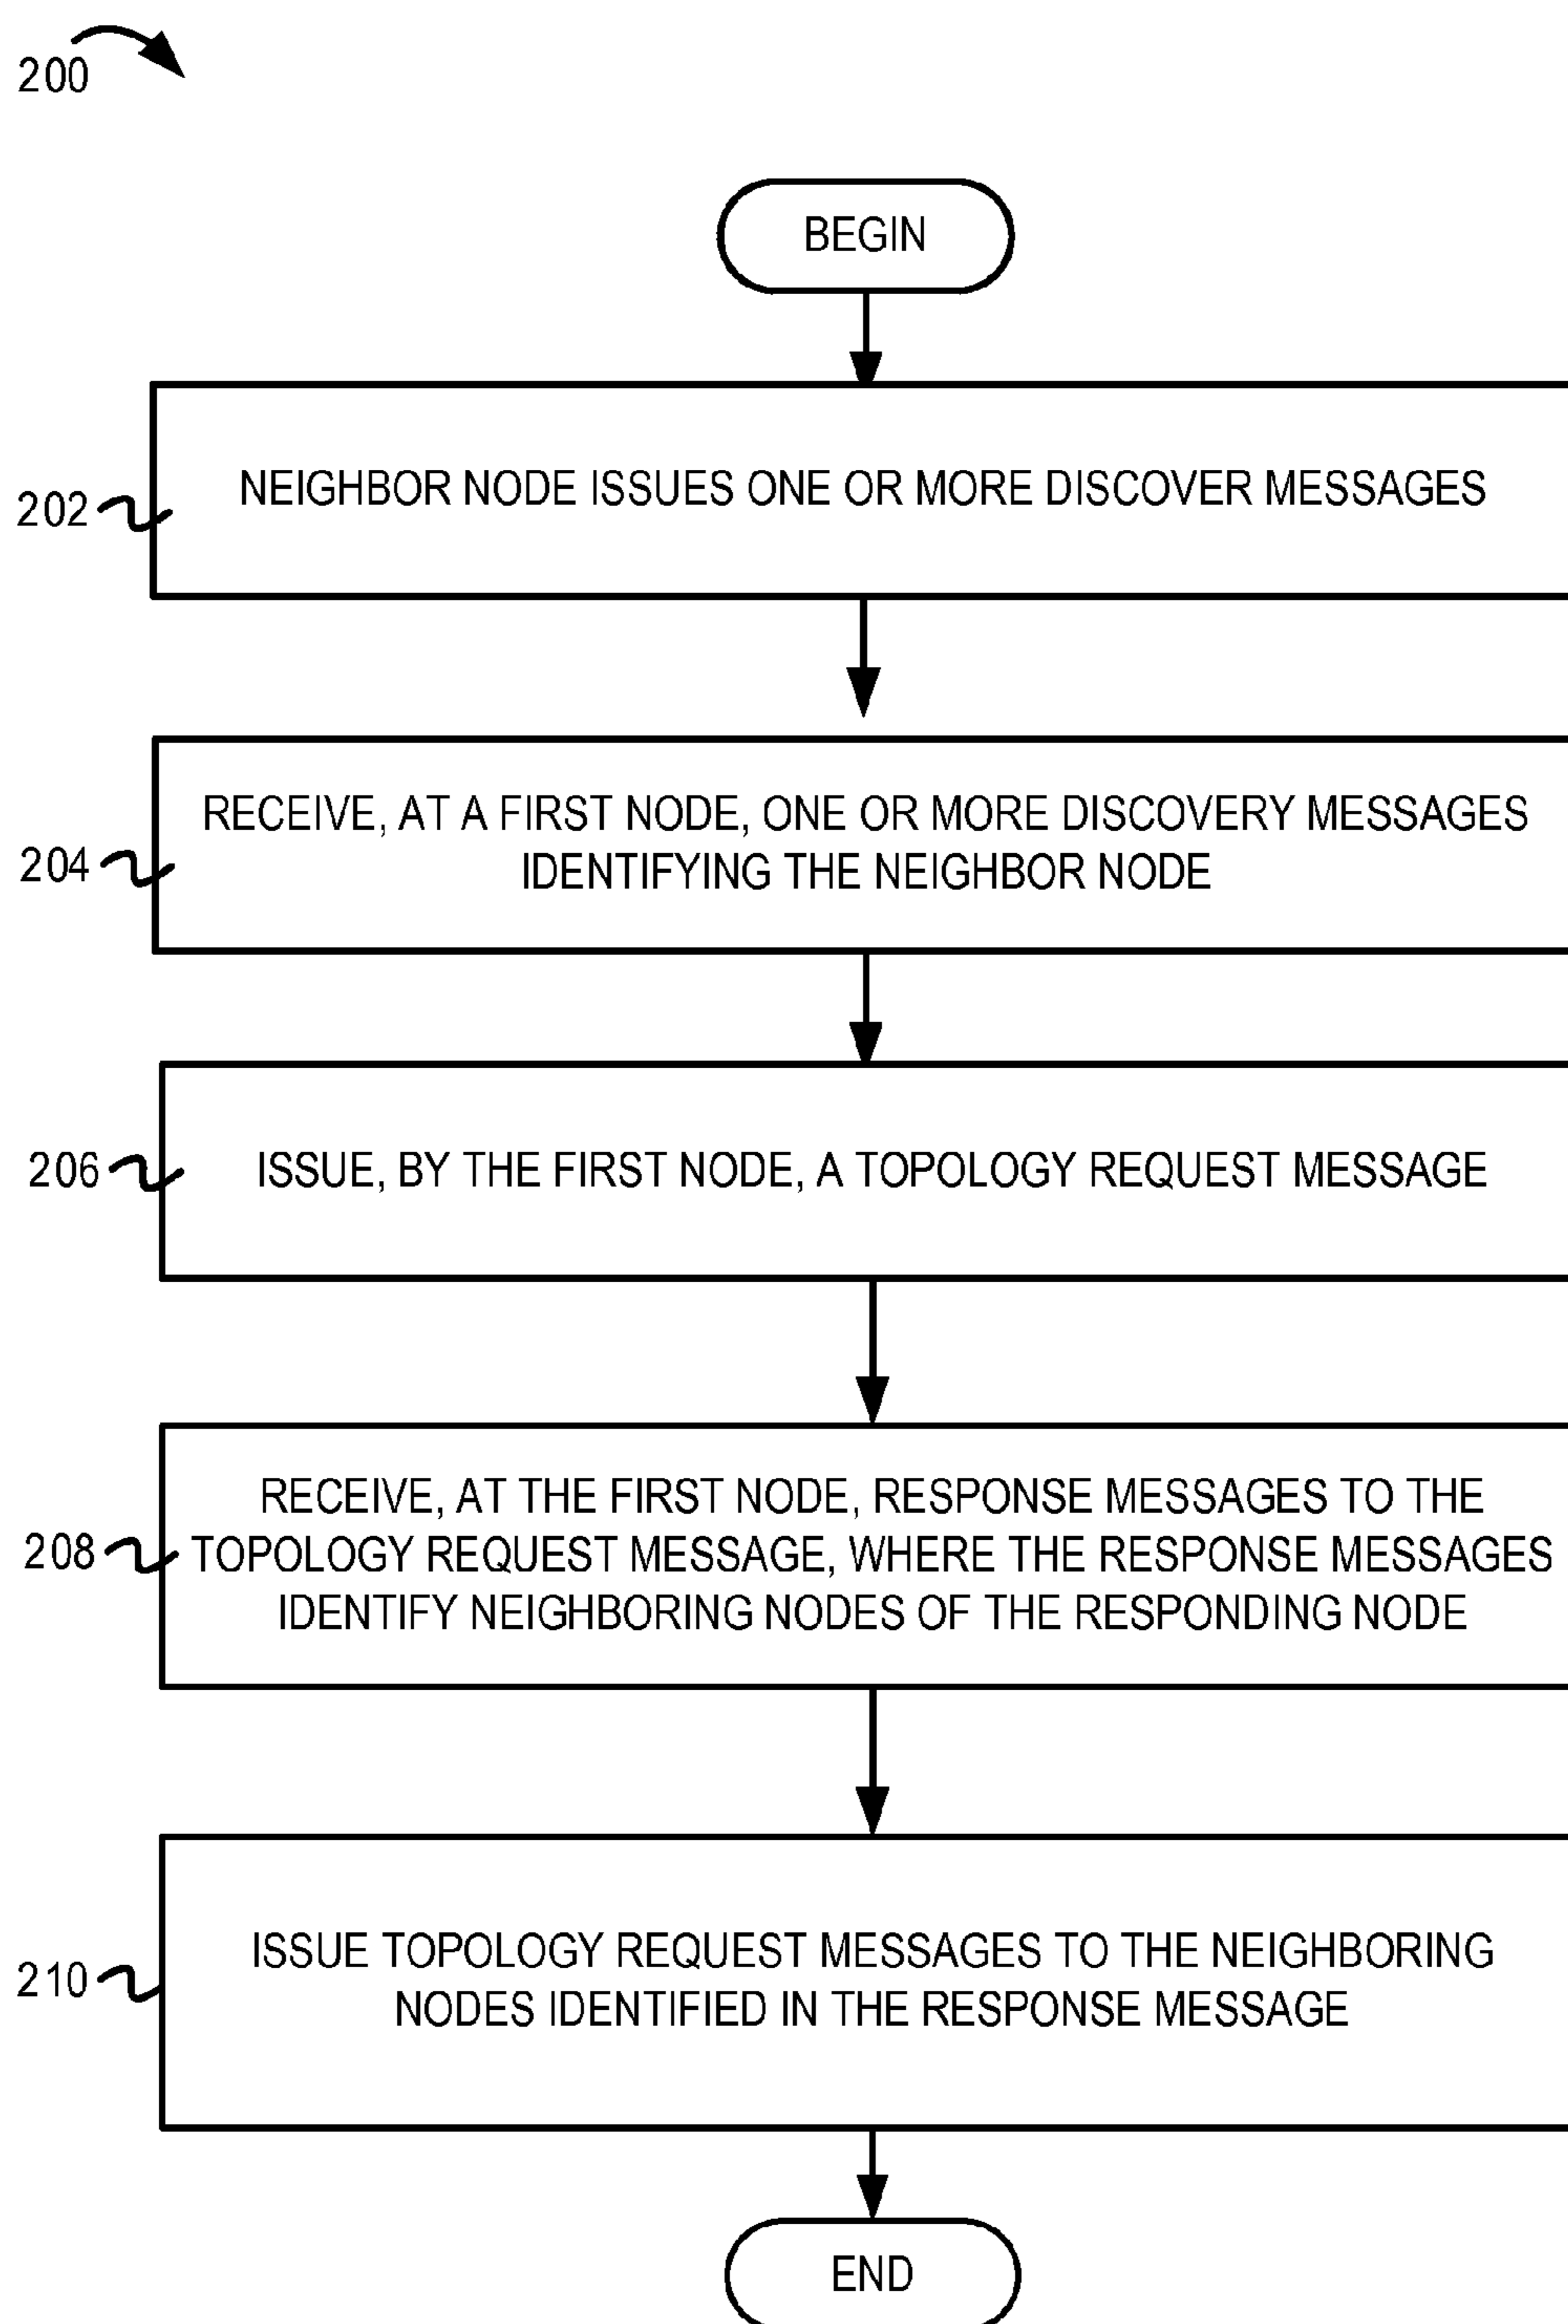 200
BEGIN
NEIGHBOR NODE ISSUES ONE OR MORE DISCOVER MESSAGES
202
RECEIVE, AT A FIRST NODE, ONE OR MORE DISCOVERY MESSAGES
IDENTIFYING THE NEIGHBOR NODE
204
ISSUE, BY THE FIRST NODE, A TOPOLOGY REQUEST MESSAGE
206
RECEIVE, AT THE FIRST NODE, RESPONSE MESSAGES TO THE
TOPOLOGY REQUEST MESSAGE, WHERE THE RESPONSE MESSAGES
IDENTIFY NEIGHBORING NODES OF THE RESPONDING NODE
208
ISSUE TOPOLOGY REQUEST MESSAGES TO THE NEIGHBORING
NODES IDENTIFIED IN THE RESPONSE MESSAGE
210
END